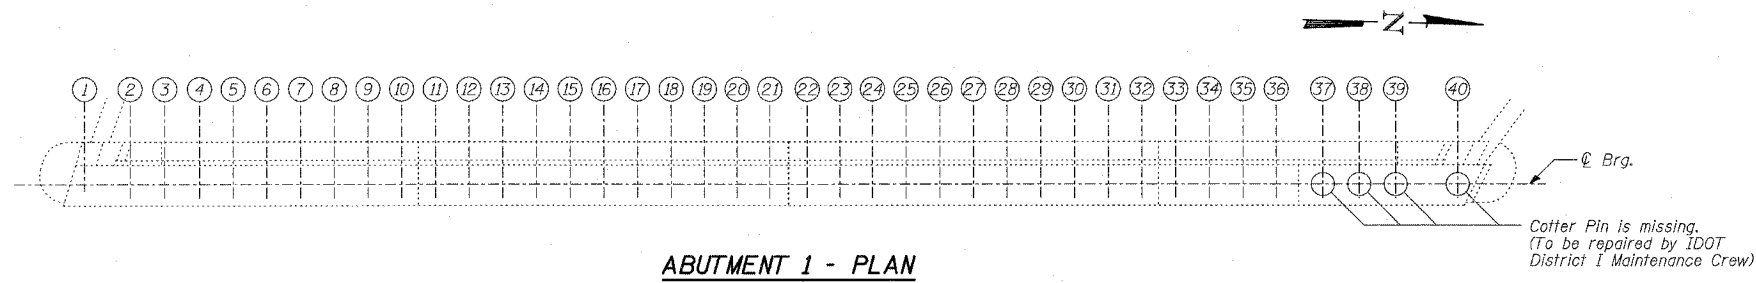 N
1 2 3 4 5 6 7 8 9 10 11 12 13 14 15 16 17 18 19 20 21 22 23 24 25 26 27 28 29 30 31 32 33 34 35 36 37 38 39 40
℄ Brg.
Cotter Pin is missing.
(To be repaired by IDOT
District I Maintenance Crew)
ABUTMENT 1 - PLAN